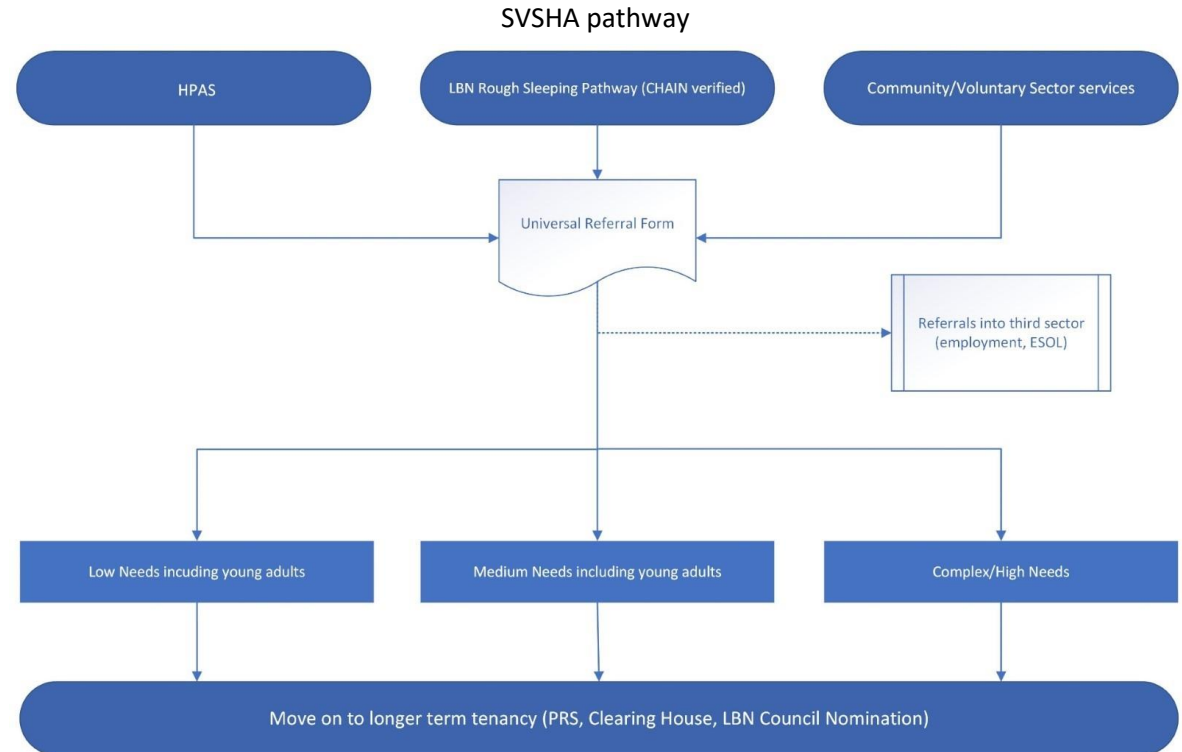 SVSHA pathway
HPAS
LBN Rough Sleeping Pathway (CHAIN verified)
Community/Voluntary Sector services
Universal Referral Form
Referrals into third sector
(employment, ESOL)
Low Needs incuding young adults
Medium Needs including young adults
Complex/High Needs
Move on to longer term tenancy (PRS, Clearing House, LBN Council Nomination)